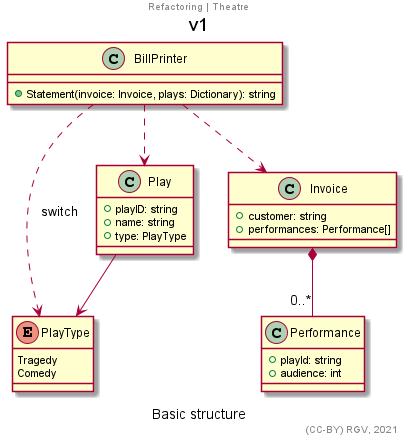 Refactoring | Theatre
v1
C BillPrinter
Statement(invoice: Invoice, plays: Dictionary): string
switch
C Play
playID: string
name: string
type: PlayType
C Invoice
customer: string
performances: Performance[]
0..*
E PlayType
Tragedy
Comedy
C Performance
playId: string
audience: int
Basic structure
(CC-BY) RGV, 2021